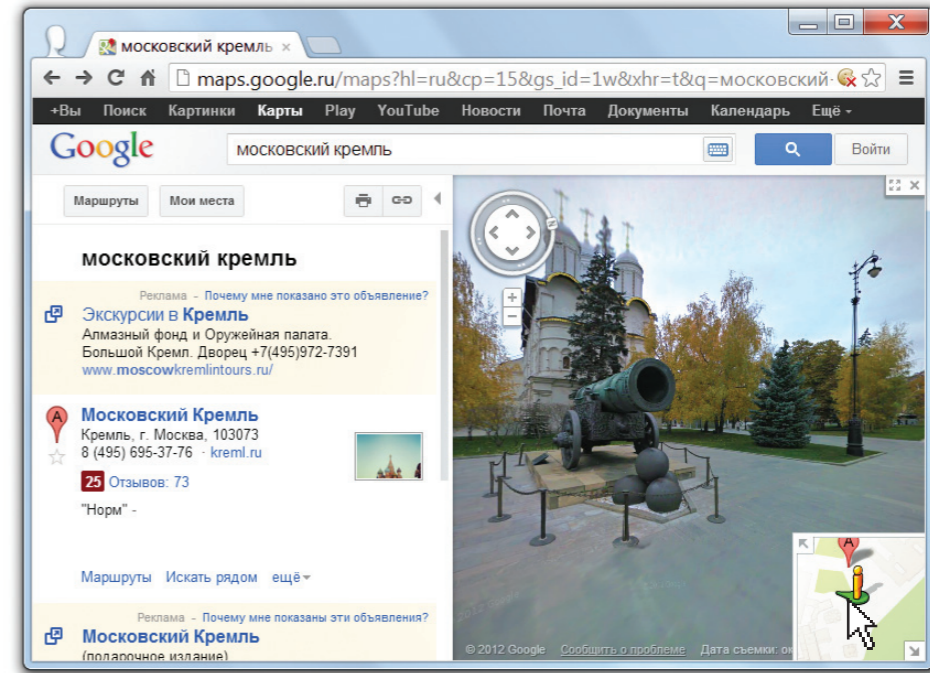 московский кремль ×
maps.google.ru/maps?hl=ru&cp=15&gs_id=1w&xhr=t&q=московский-
+Вы Поиск Картинки Карты Play YouTube Новости Почта Документы Календарь Ещё
Google московский кремль Войти
Маршруты Мои места
московский кремль
Реклама – Почему мне показано это объявление?
Экскурсии в Кремль
Алмазный фонд и Оружейная палата.
Большой Кремл. Дворец +7(495)972-7391
www.moscowkremlintours.ru/
A
Московский Кремль
Кремль, г. Москва, 103073
8 (495) 695-37-76 · kreml.ru
25 Отзывов: 73
"Норм" -
Маршруты Искать рядом ещё
Реклама – Почему мне показаны эти объявления?
Московский Кремль
(подарочное издание)
N
A
© 2012 Google Сообщить о проблеме Дата съемки: